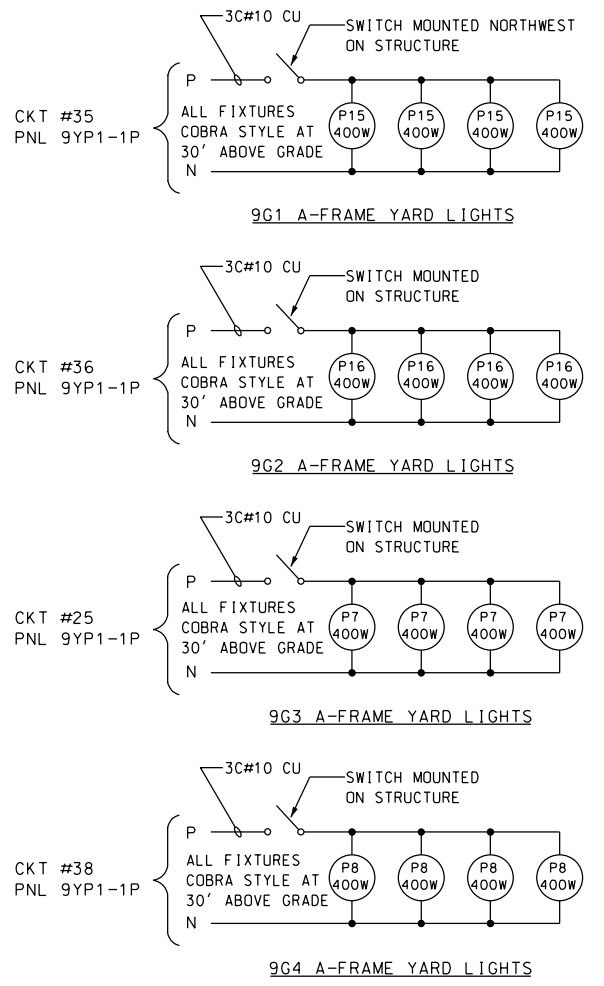 3C#10 CU
SWITCH MOUNTED NORTHWEST
ON STRUCTURE
P
CKT #35
PNL 9YP1-1P
ALL FIXTURES
COBRA STYLE AT
30' ABOVE GRADE
N
P15
400W
P15
400W
P15
400W
P15
400W
9G1 A-FRAME YARD LIGHTS
3C#10 CU
SWITCH MOUNTED
ON STRUCTURE
P
CKT #36
PNL 9YP1-1P
ALL FIXTURES
COBRA STYLE AT
30' ABOVE GRADE
N
P16
400W
P16
400W
P16
400W
P16
400W
9G2 A-FRAME YARD LIGHTS
3C#10 CU
SWITCH MOUNTED
ON STRUCTURE
P
CKT #25
PNL 9YP1-1P
ALL FIXTURES
COBRA STYLE AT
30' ABOVE GRADE
N
P7
400W
P7
400W
P7
400W
P7
400W
9G3 A-FRAME YARD LIGHTS
3C#10 CU
SWITCH MOUNTED
ON STRUCTURE
P
CKT #38
PNL 9YP1-1P
ALL FIXTURES
COBRA STYLE AT
30' ABOVE GRADE
N
P8
400W
P8
400W
P8
400W
P8
400W
9G4 A-FRAME YARD LIGHTS